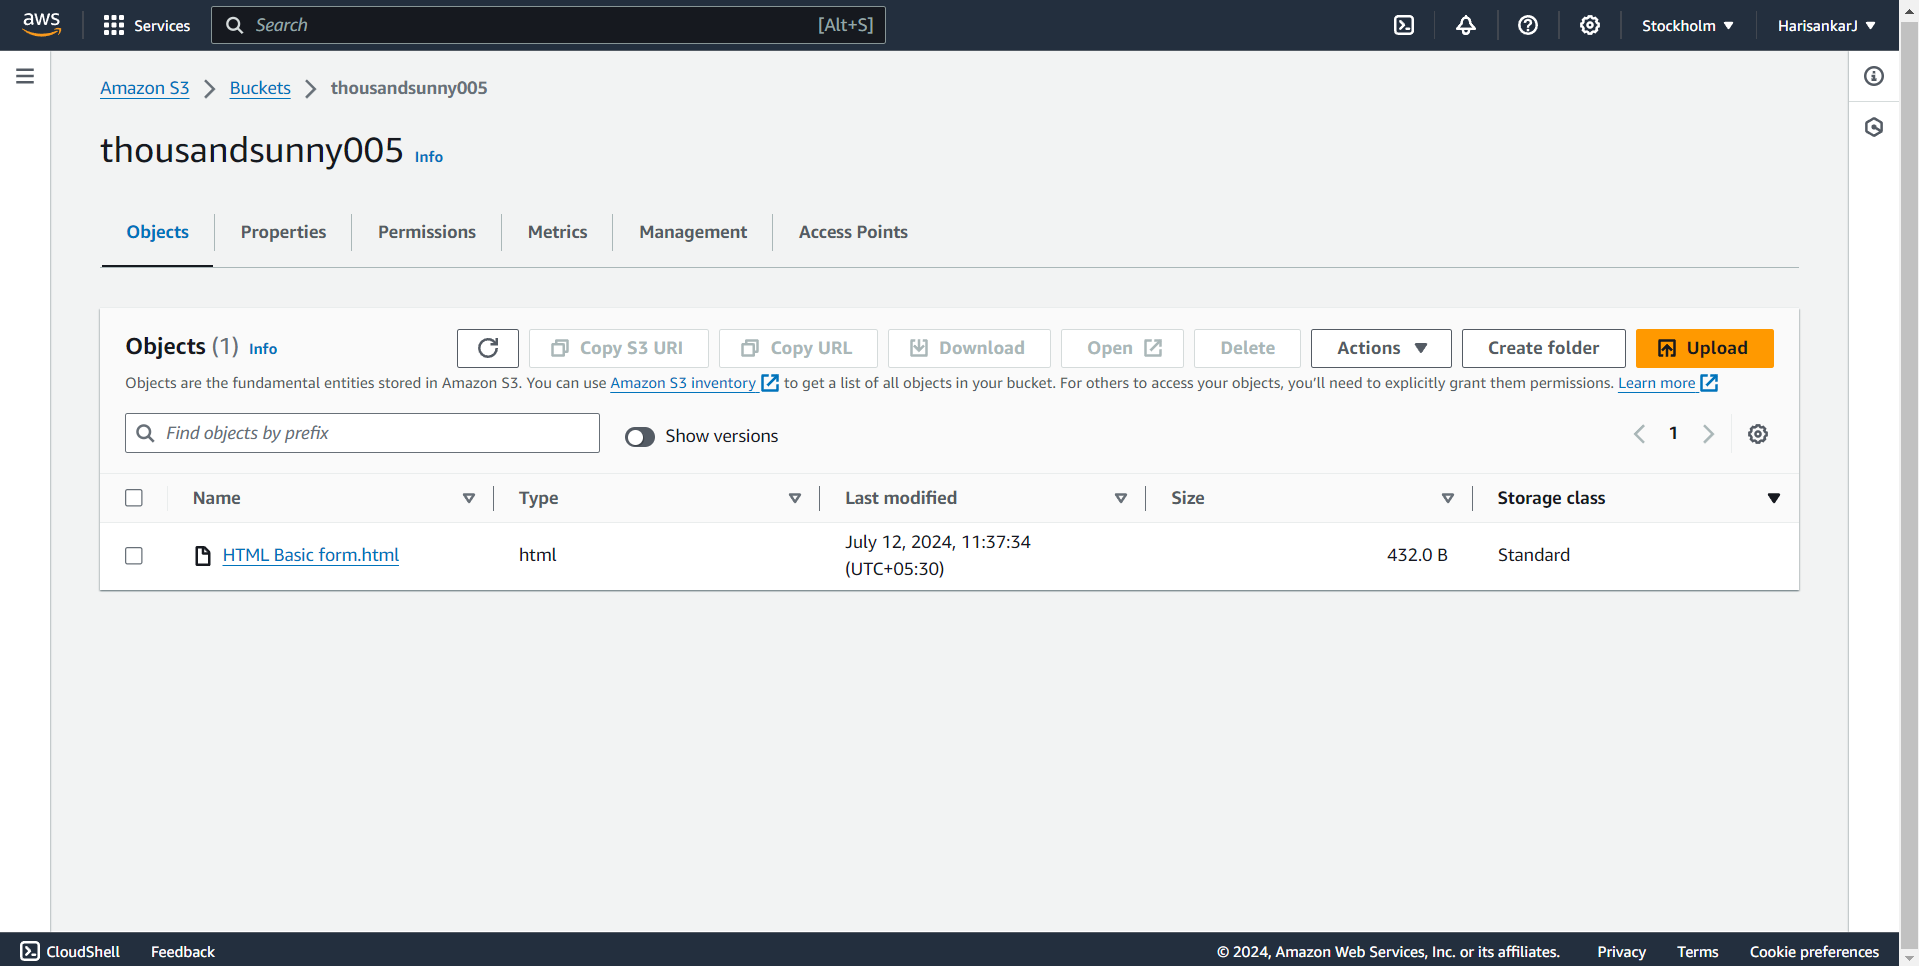 aws Services Search [Alt+S] Stockholm HarisankarJ
Amazon S3 Buckets thousandsunny005
thousandsunny005 Info
Objects Properties Permissions Metrics Management Access Points
Objects (1) Info Copy S3 URI Copy URL Download Open Delete Actions Create folder Upload
Objects are the fundamental entities stored in Amazon S3. You can use Amazon S3 inventory to get a list of all objects in your bucket. For others to access your objects, you'll need to explicitly grant them permissions. Learn more
Find objects by prefix Show versions 1
Name Type Last modified Size Storage class
HTML Basic form.html html July 12, 2024, 11:37:34 432.0 B Standard
(UTC+05:30)
CloudShell Feedback © 2024, Amazon Web Services, Inc. or its affiliates. Privacy Terms Cookie preferences